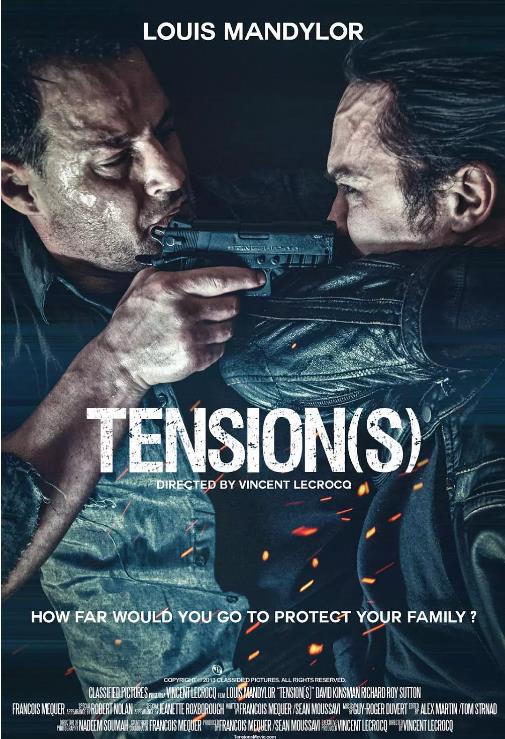 LOUIS MANDYLOR
TENSION(S)
DIRECTED BY VINCENT LECROCQ
HOW FAR WOULD YOU GO TO PROTECT YOUR FAMILY ?
COPYRIGHT © 2013 CLASSIFIED PICTURES. ALL RIGHTS RESERVED.
CLASSIFIED PICTURES VINCENT LECROCQ LOUIS MANDYLOR "TENSION(S)" DAVID KINSMAN RICHARD ROY SUTTON
FRANCOIS MEQUER ROBERT NOLAN JEANETTE ROXBOROUGH FRANCOIS MEQUER SEAN MOUSSAVI GUY-ROGER DUVERT ALEX MARTIN /TOM STRNAD
NADEEM SOUMAH FRANCOIS MEQUER FRANCOIS MEQUER /SEAN MOUSSAVI VINCENT LECROCQ VINCENT LECROCQ
TensionsMovie.com